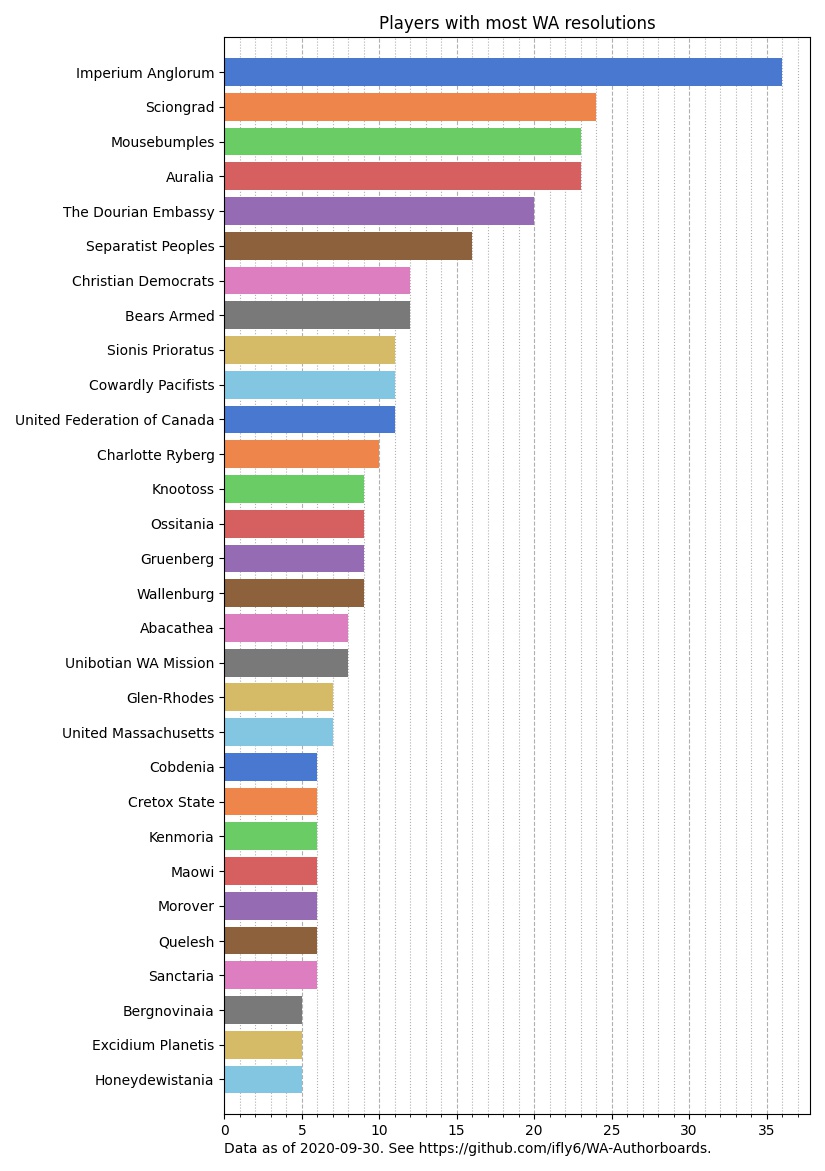 Players with most WA resolutions
Imperium Anglorum
Sciongrad
Mousebumples
Auralia
The Dourian Embassy
Separatist Peoples
Christian Democrats
Bears Armed
Sionis Prioratus
Cowardly Pacifists
United Federation of Canada
Charlotte Ryberg
Knootoss
Ossitania
Gruenberg
Wallenburg
Abacathea
Unibotian WA Mission
Glen-Rhodes
United Massachusetts
Cobdenia
Cretox State
Kenmoria
Maowi
Morover
Quelesh
Sanctaria
Bergnovinaia
Excidium Planetis
Honeydewistania
0 5 10 15 20 25 30 35
Data as of 2020-09-30. See https://github.com/ifly6/WA-Authorboards.